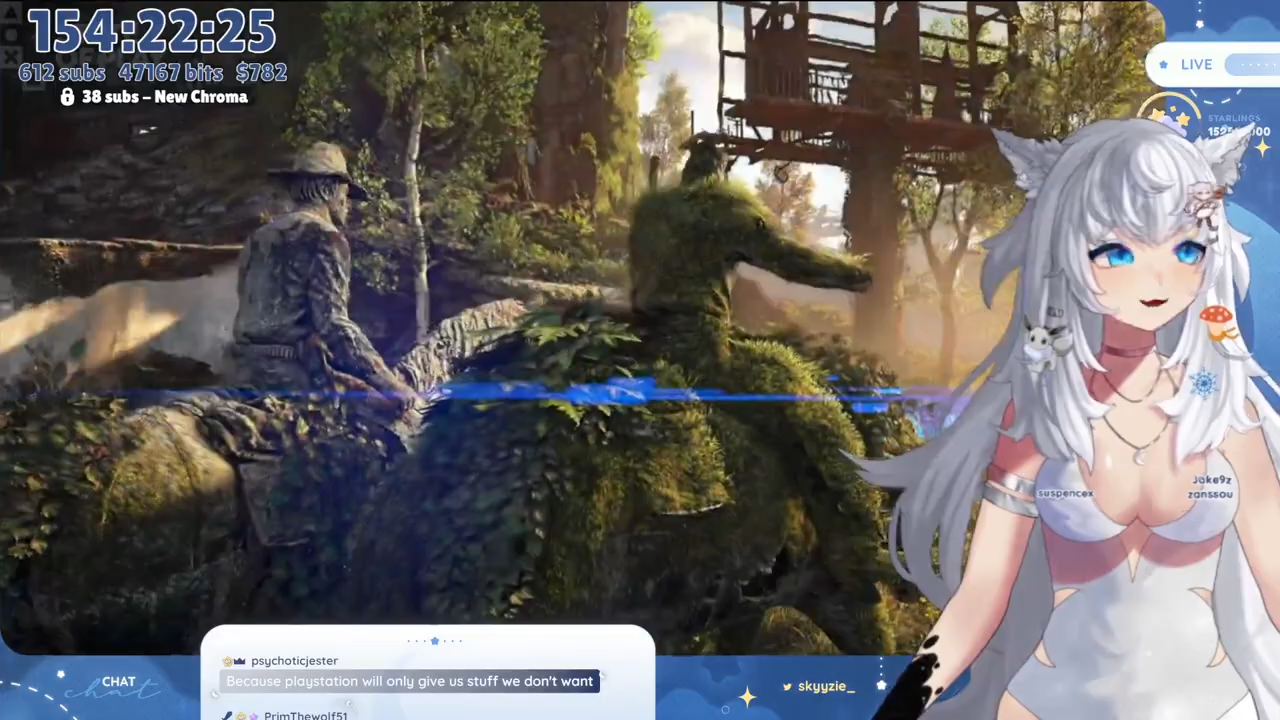 154:22:25
612 subs 47167 bits $782
38 subs – New Chroma
LIVE
STARLINGS
suspencex
Jake9z
zanssou
psychoticjester
Because playstation will only give us stuff we don't want
PrimThewolf51
CHAT
chat
skyyzie_